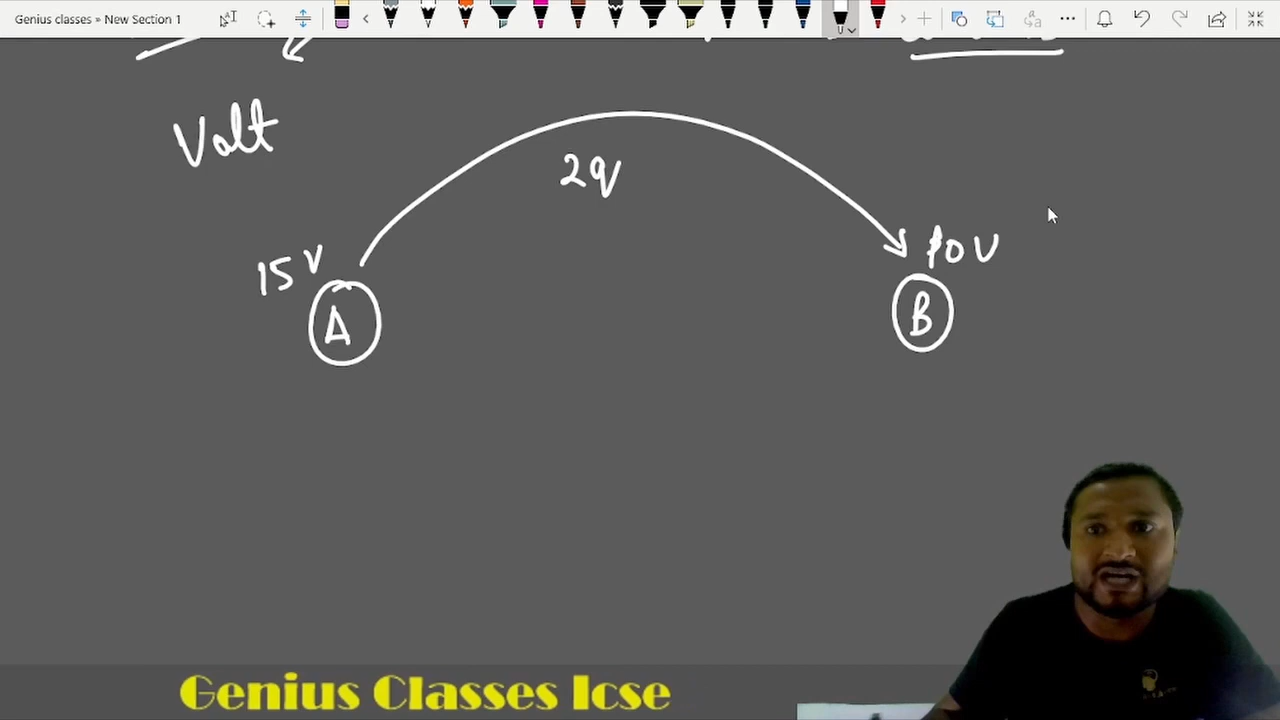 Genius classes » New Section 1
Volt
2q
15 V
10 V
A
B
Genius Classes Icse